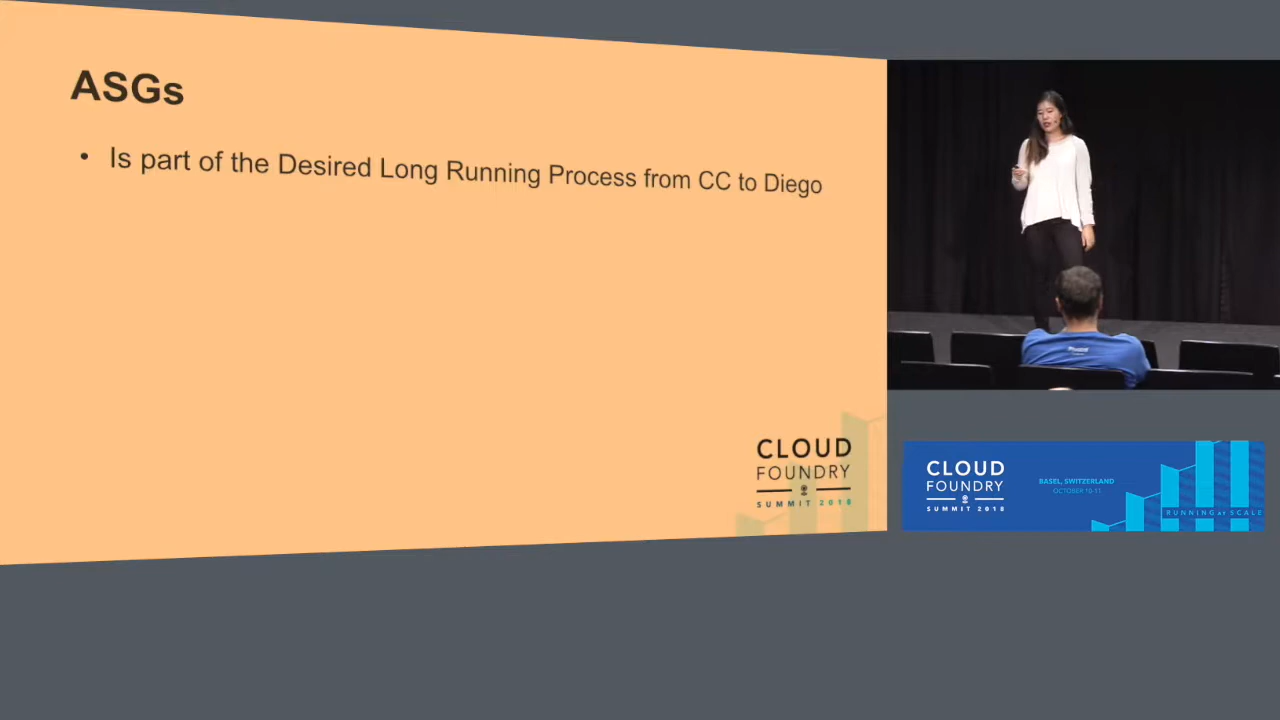 ASGs
• Is part of the Desired Long Running Process from CC to Diego
CLOUD
FOUNDRY
SUMMIT 2018
CLOUD
FOUNDRY
SUMMIT 2018
BASEL, SWITZERLAND
OCTOBER 10-11
RUNNING AT SCALE